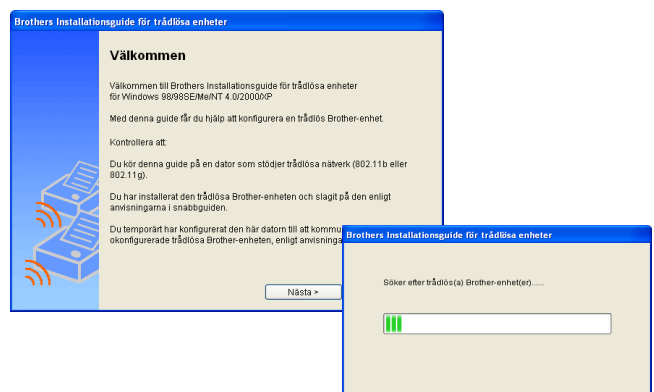 Brothers Installationsguide för trådlösa enheter
Välkommen
Välkommen till Brothers Installationsguide för trådlösa enheter
för Windows 98/98SE/Me/NT 4.0/2000/XP
Med denna guide får du hjälp att konfigurera en trådlös Brother-enhet.
Kontrollera att:
Du kör denna guide på en dator som stödjer trådlösa nätverk (802.11b eller
802.11g).
Du har installerat den trådlösa Brother-enheten och slagit på den enligt
anvisningarna i snabbguiden.
Du temporärt har konfigurerat den här datorn till att kommu
okonfigurerade trådlösa Brother-enheten, enligt anvisninga
Nästa >
Brothers Installationsguide för trådlösa enheter
Söker efter trådlös(a) Brother-enhet(er)......